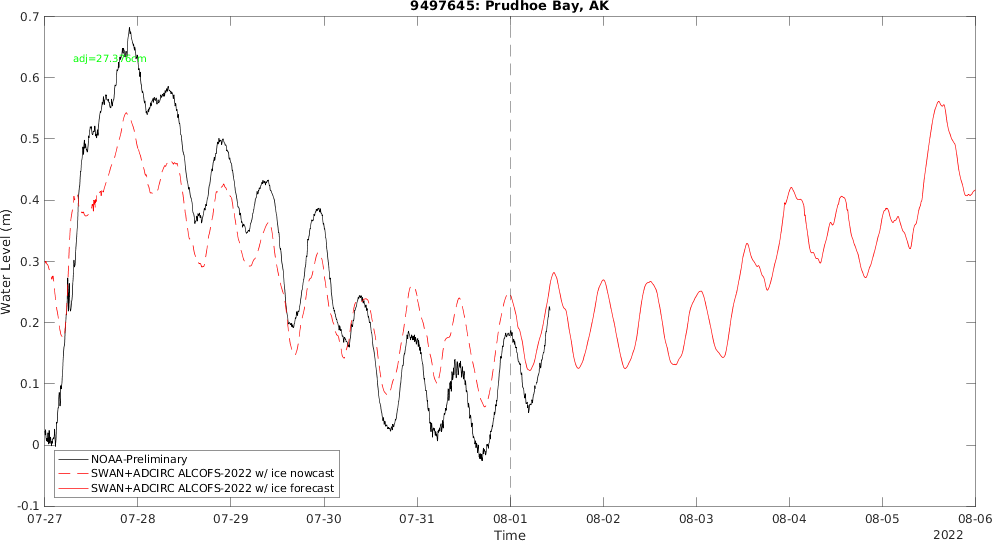 9497645: Prudhoe Bay, AK
adj=27.376cm
Water Level (m)
0.7
0.6
0.5
0.4
0.3
0.2
0.1
0
-0.1
NOAA-Preliminary
SWAN+ADCIRC ALCOFS-2022 w/ ice nowcast
SWAN+ADCIRC ALCOFS-2022 w/ ice forecast
07-27 07-28 07-29 07-30 07-31 08-01 08-02 08-03 08-04 08-05 08-06
Time
2022